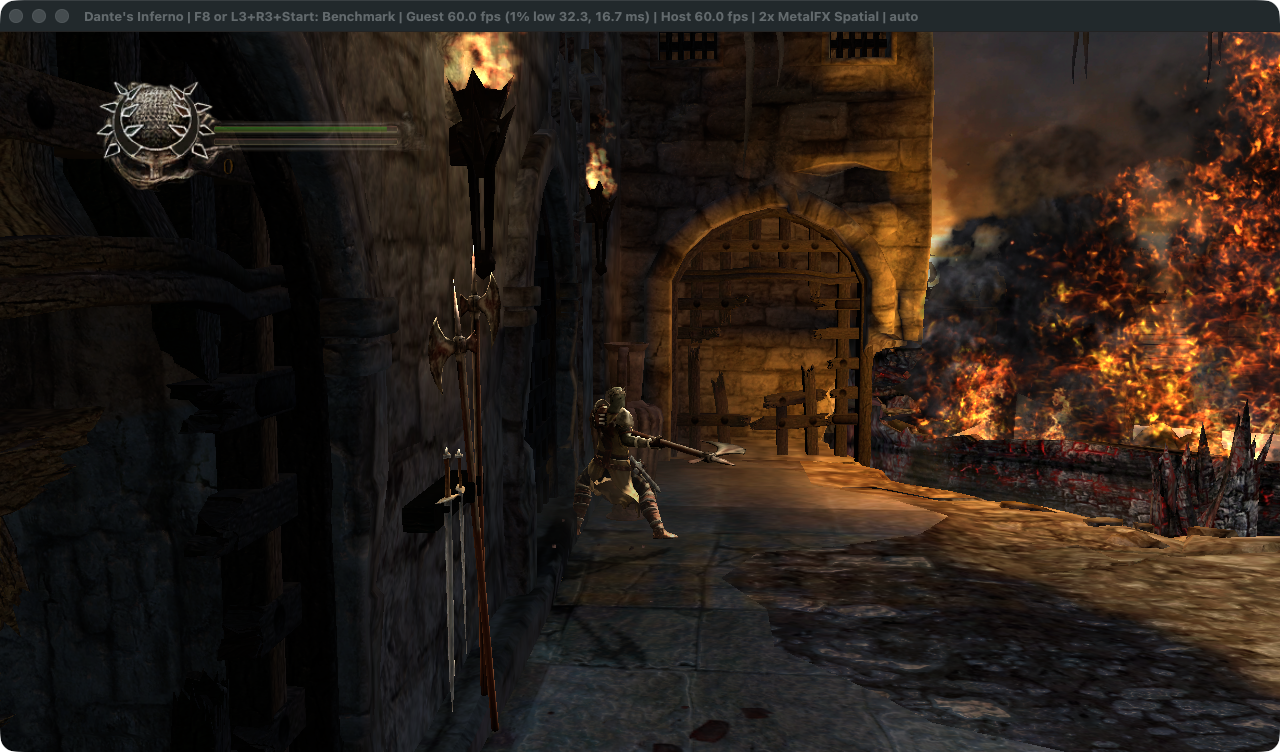 Dante's Inferno | F8 or L3+R3+Start: Benchmark | Guest 60.0 fps (1% low 32.3, 16.7 ms) | Host 60.0 fps | 2x MetalFX Spatial | auto
0